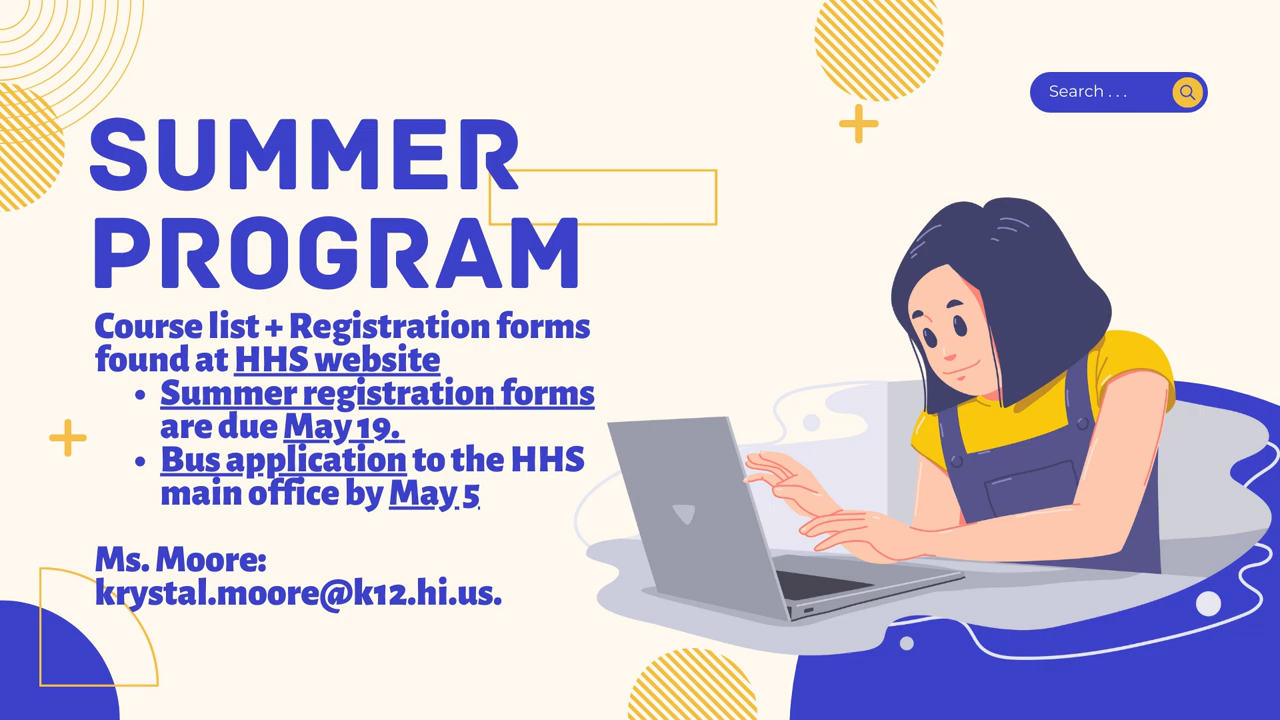 Search . . .
SUMMER
PROGRAM
Course list + Registration forms
found at HHS website
• Summer registration forms
are due May 19.
• Bus application to the HHS
main office by May 5
Ms. Moore:
krystal.moore@k12.hi.us.